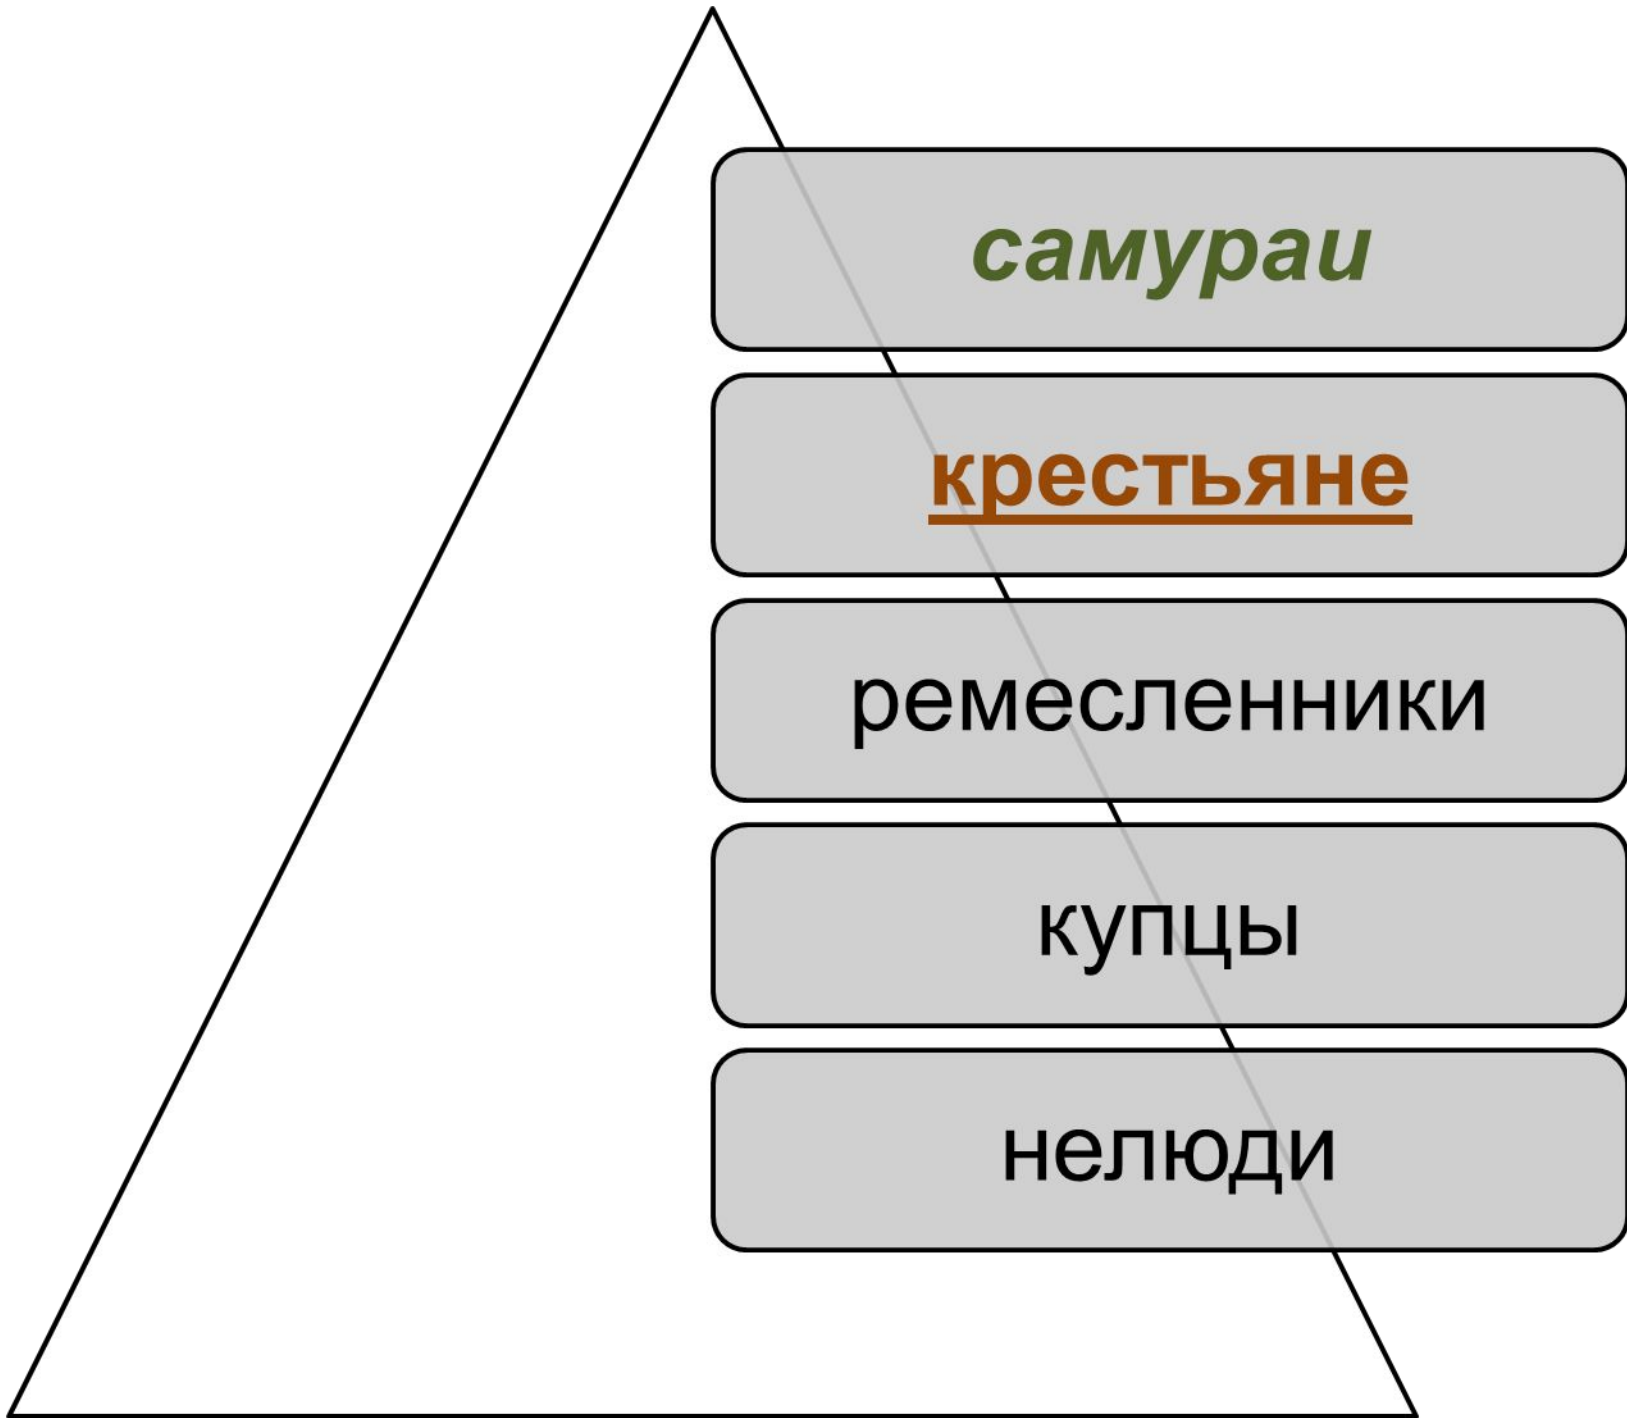 самураи
крестьяне
ремесленники
купцы
нелюди